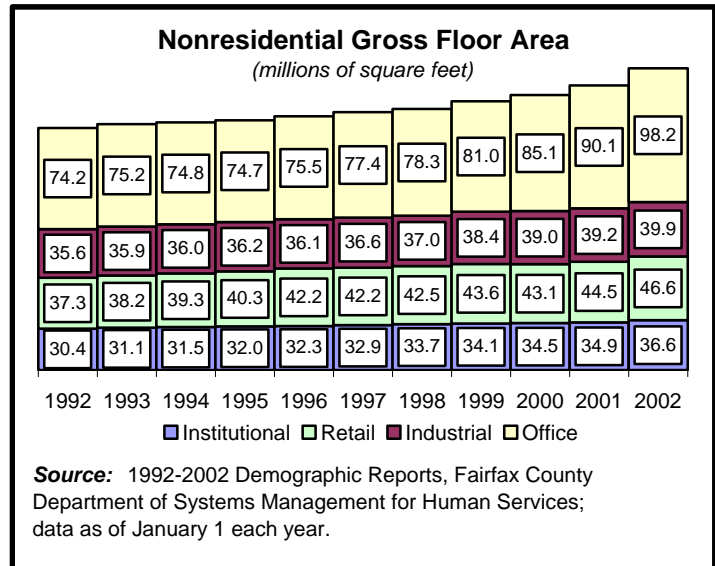 Nonresidential Gross Floor Area
(millions of square feet)
74.2 75.2 74.8 74.7 75.5 77.4 78.3 81.0 85.1 90.1 98.2
35.6 35.9 36.0 36.2 36.1 36.6 37.0 38.4 39.0 39.2 39.9
37.3 38.2 39.3 40.3 42.2 42.2 42.5 43.6 43.1 44.5 46.6
30.4 31.1 31.5 32.0 32.3 32.9 33.7 34.1 34.5 34.9 36.6
1992 1993 1994 1995 1996 1997 1998 1999 2000 2001 2002
Institutional Retail Industrial Office
Source: 1992-2002 Demographic Reports, Fairfax County
Department of Systems Management for Human Services;
data as of January 1 each year.